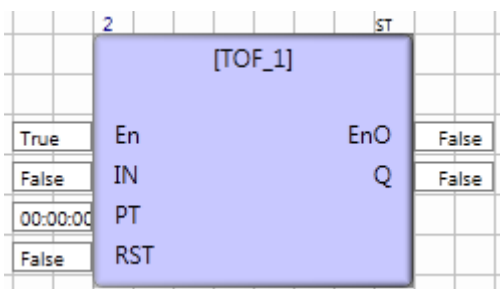 2 ST
[TOF_1]
True En EnO False
False IN Q False
00:00:00 PT
False RST